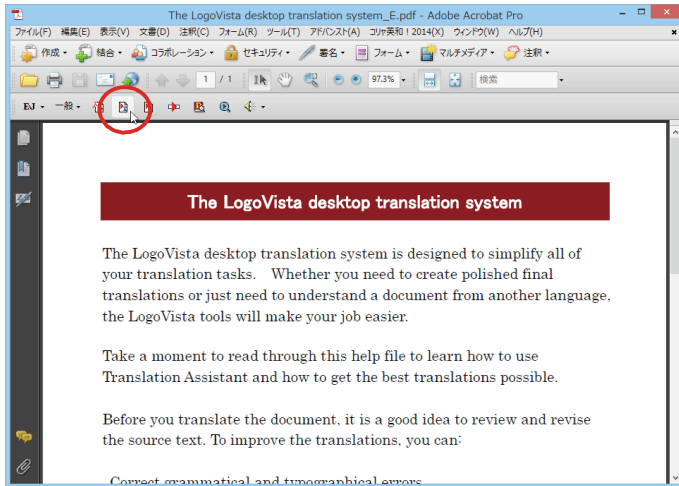 The LogoVista desktop translation system_E.pdf - Adobe Acrobat Pro
ファイル(F) 編集(E) 表示(V) 文書(D) 注釈(C) フォーム(R) ツール(T) アドバンスト(A) コリャ英和!2014(X) ウィンドウ(W) ヘルプ(H)
作成 結合 コラボレーション セキュリティ 署名 フォーム マルチメディア 注釈
1 / 1 97.3% 検索
EJ 一般
The LogoVista desktop translation system
The LogoVista desktop translation system is designed to simplify all of
your translation tasks. Whether you need to create polished final
translations or just need to understand a document from another language,
the LogoVista tools will make your job easier.
Take a moment to read through this help file to learn how to use
Translation Assistant and how to get the best translations possible.
Before you translate the document, it is a good idea to review and revise
the source text. To improve the translations, you can:
Correct grammatical and typographical errors